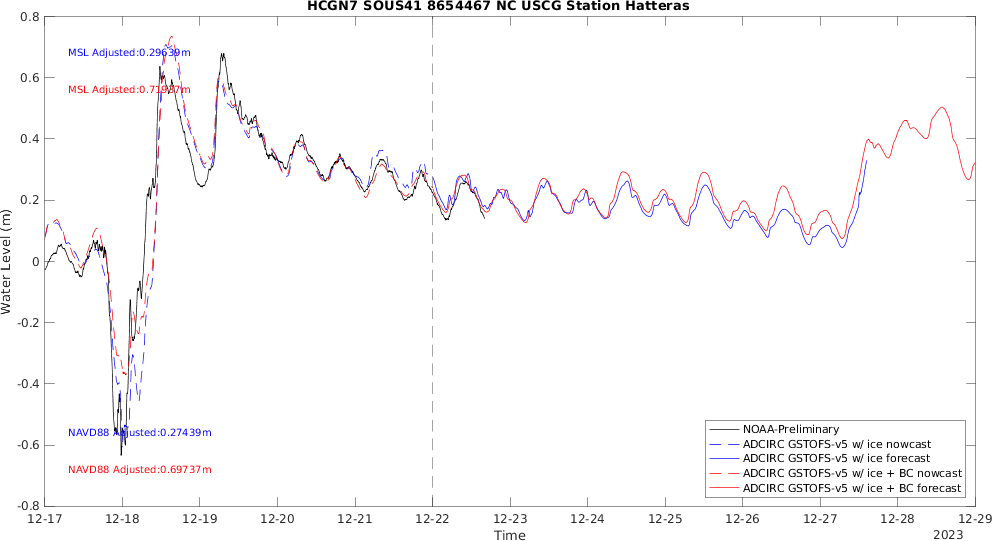 HCGN7 SOUS41 8654467 NC USCG Station Hatteras
0.8
0.6
0.4
0.2
0
-0.2
-0.4
-0.6
-0.8
Water Level (m)
MSL Adjusted:0.29639m
MSL Adjusted:0.71937m
NAVD88 Adjusted:0.27439m
NAVD88 Adjusted:0.69737m
NOAA-Preliminary
ADCIRC GSTOFS-v5 w/ ice nowcast
ADCIRC GSTOFS-v5 w/ ice forecast
ADCIRC GSTOFS-v5 w/ ice + BC nowcast
ADCIRC GSTOFS-v5 w/ ice + BC forecast
12-17 12-18 12-19 12-20 12-21 12-22 12-23 12-24 12-25 12-26 12-27 12-28 12-29
Time
2023